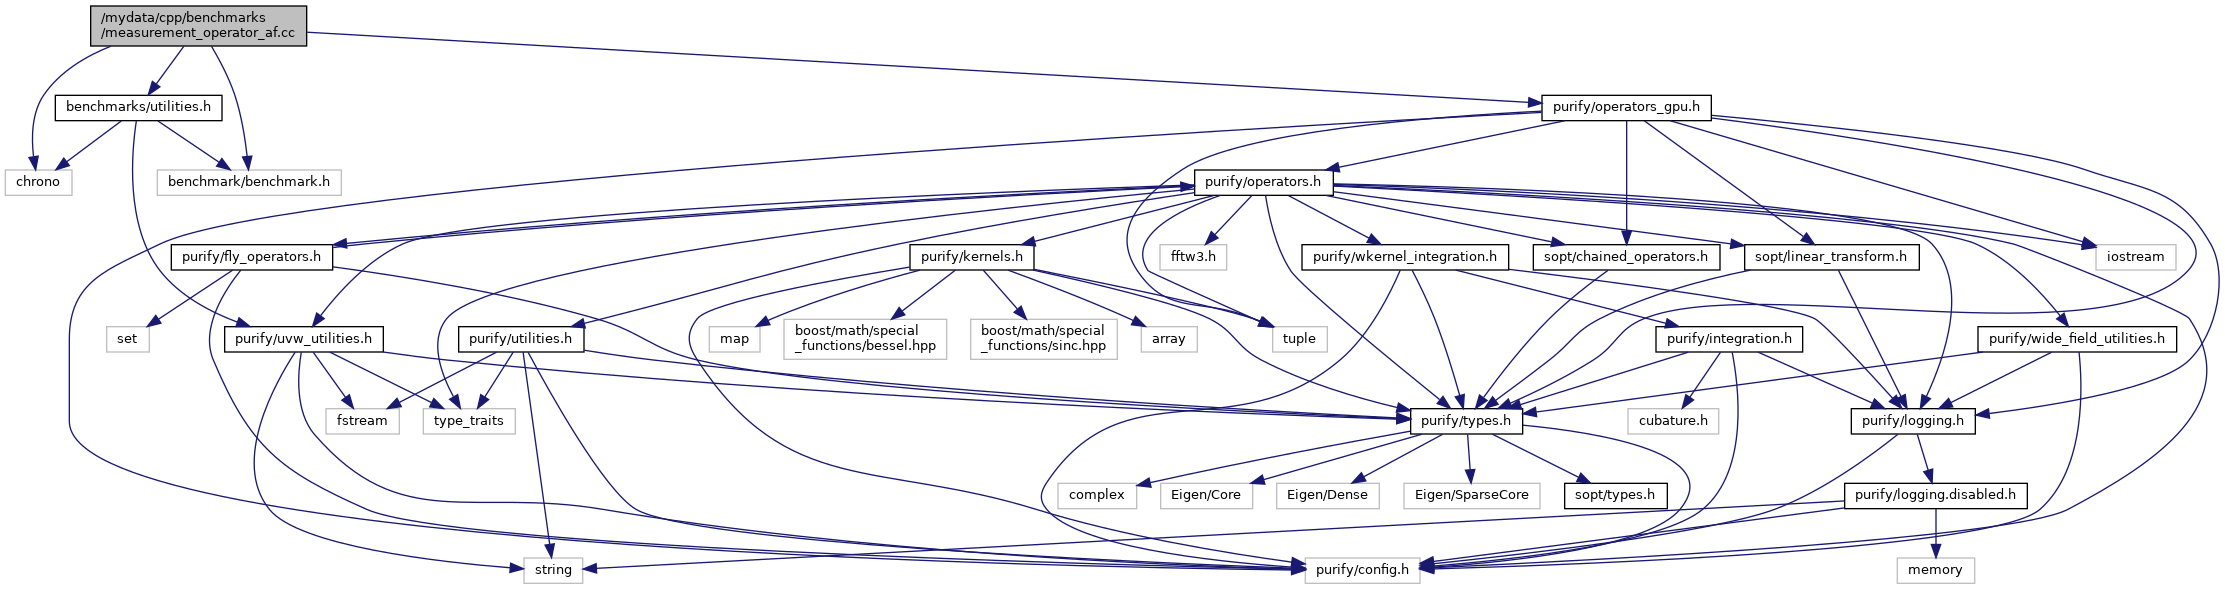 /mydata/cpp/benchmarks
/measurement_operator_af.cc
benchmarks/utilities.h
purify/operators_gpu.h
chrono
benchmark/benchmark.h
purify/operators.h
purify/fly_operators.h
purify/kernels.h
fftw3.h
purify/wkernel_integration.h
sopt/chained_operators.h
sopt/linear_transform.h
iostream
set
purify/uvw_utilities.h
purify/utilities.h
map
boost/math/special
_functions/bessel.hpp
boost/math/special
_functions/sinc.hpp
array
tuple
purify/integration.h
purify/wide_field_utilities.h
fstream
type_traits
purify/types.h
cubature.h
purify/logging.h
complex
Eigen/Core
Eigen/Dense
Eigen/SparseCore
sopt/types.h
purify/logging.disabled.h
string
purify/config.h
memory